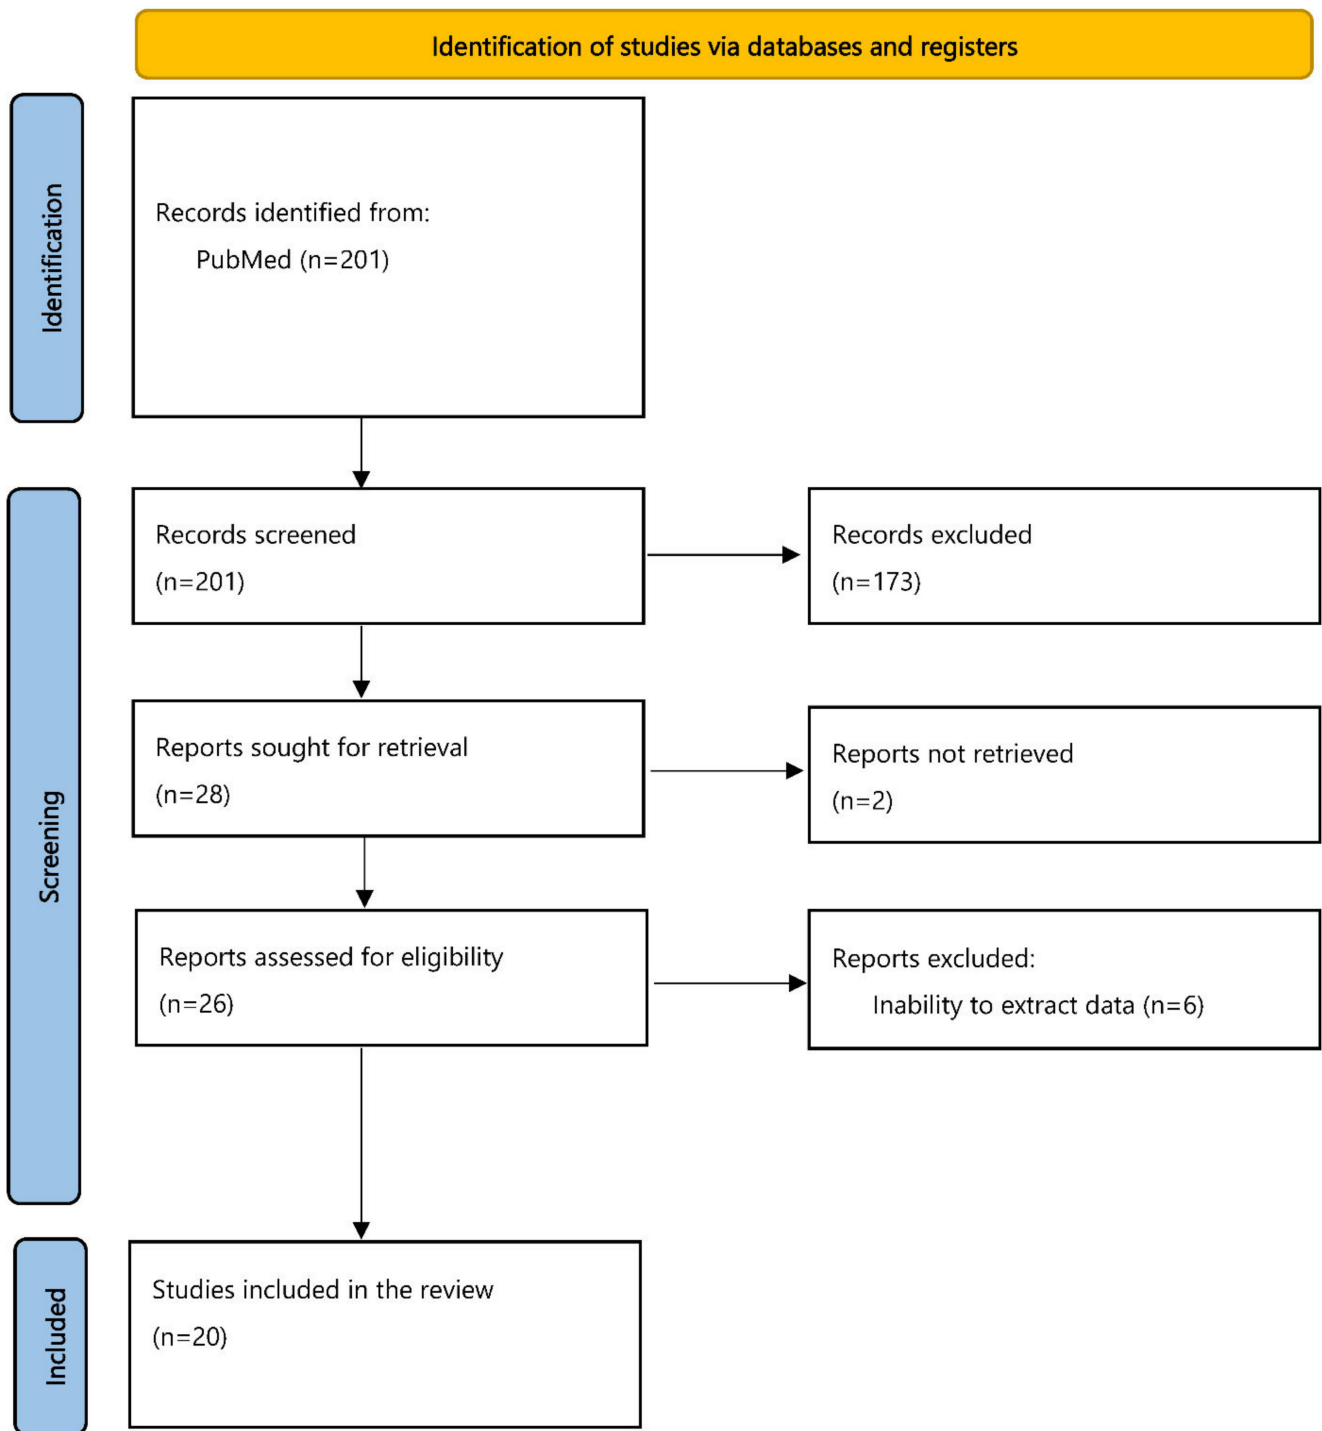 Identification of studies via databases and registers
Identification
Records identified from:
PubMed (n=201)
Screening
Records screened
(n=201)
Records excluded
(n=173)
Reports sought for retrieval
(n=28)
Reports not retrieved
(n=2)
Reports assessed for eligibility
(n=26)
Reports excluded:
Inability to extract data (n=6)
Included
Studies included in the review
(n=20)